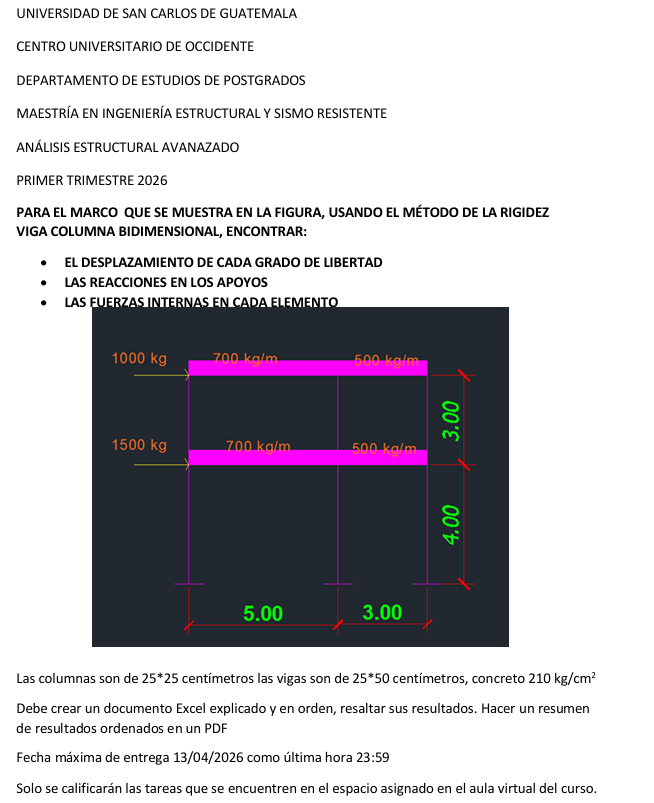 UNIVERSIDAD DE SAN CARLOS DE GUATEMALA
CENTRO UNIVERSITARIO DE OCCIDENTE
DEPARTAMENTO DE ESTUDIOS DE POSTGRADOS
MAESTRÍA EN INGENIERÍA ESTRUCTURAL Y SISMO RESISTENTE
ANÁLISIS ESTRUCTURAL AVANAZADO
PRIMER TRIMESTRE 2026
PARA EL MARCO QUE SE MUESTRA EN LA FIGURA, USANDO EL MÉTODO DE LA RIGIDEZ
VIGA COLUMNA BIDIMENSIONAL, ENCONTRAR:
• EL DESPLAZAMIENTO DE CADA GRADO DE LIBERTAD
• LAS REACCIONES EN LOS APOYOS
• LAS FUERZAS INTERNAS EN CADA ELEMENTO
1000 kg 700 kg/m 500 kg/m
3.00
1500 kg 700 kg/m 500 kg/m
4.00
5.00 3.00
Las columnas son de 25*25 centímetros las vigas son de 25*50 centímetros, concreto 210 kg/cm²
Debe crear un documento Excel explicado y en orden, resaltar sus resultados. Hacer un resumen
de resultados ordenados en un PDF
Fecha máxima de entrega 13/04/2026 como última hora 23:59
Solo se calificarán las tareas que se encuentren en el espacio asignado en el aula virtual del curso.